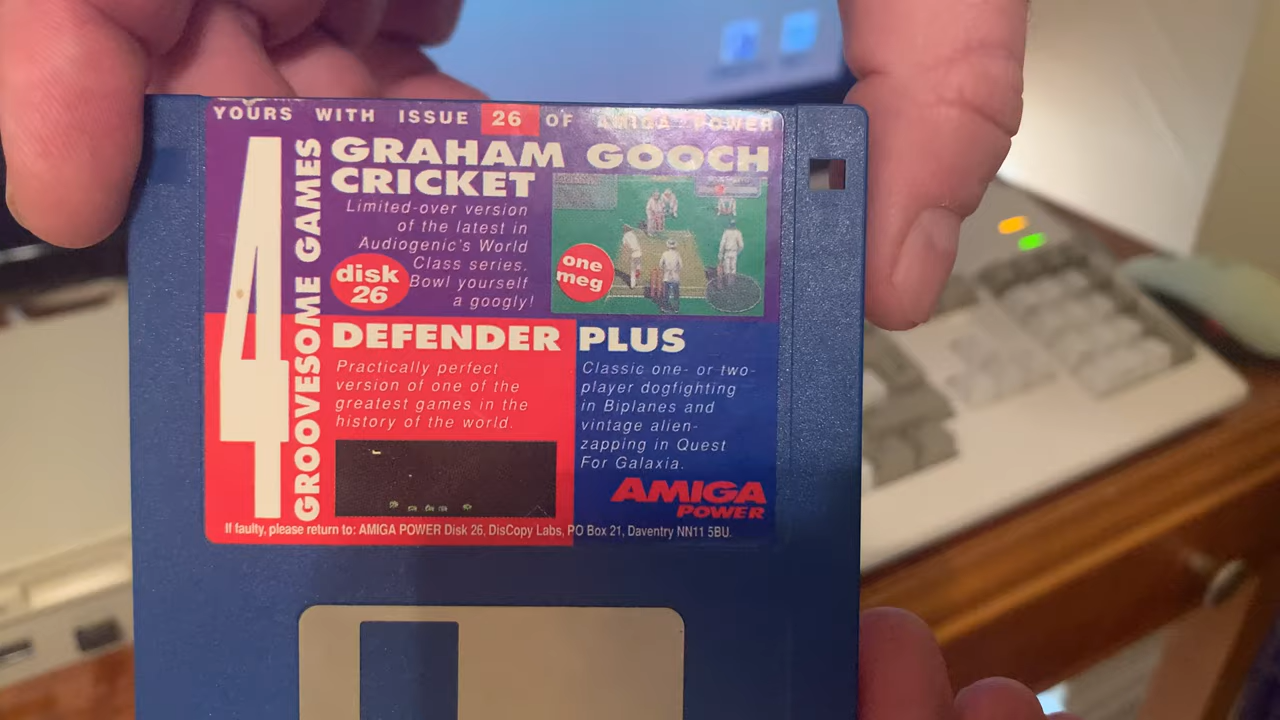 YOURS WITH ISSUE 26 OF AMIGA POWER
4
GROOVESOME GAMES
GRAHAM GOOCH
CRICKET
Limited-over version
of the latest in
Audiogenic's World
Class series.
Bowl yourself
a googly!
disk
26
one
meg
DEFENDER
Practically perfect
version of one of the
greatest games in the
history of the world.
PLUS
Classic one- or two-
player dogfighting
in Biplanes and
vintage alien-
zapping in Quest
For Galaxia.
AMIGA
POWER
If faulty, please return to: AMIGA POWER Disk 26, DisCopy Labs, PO Box 21, Daventry NN11 5BU.